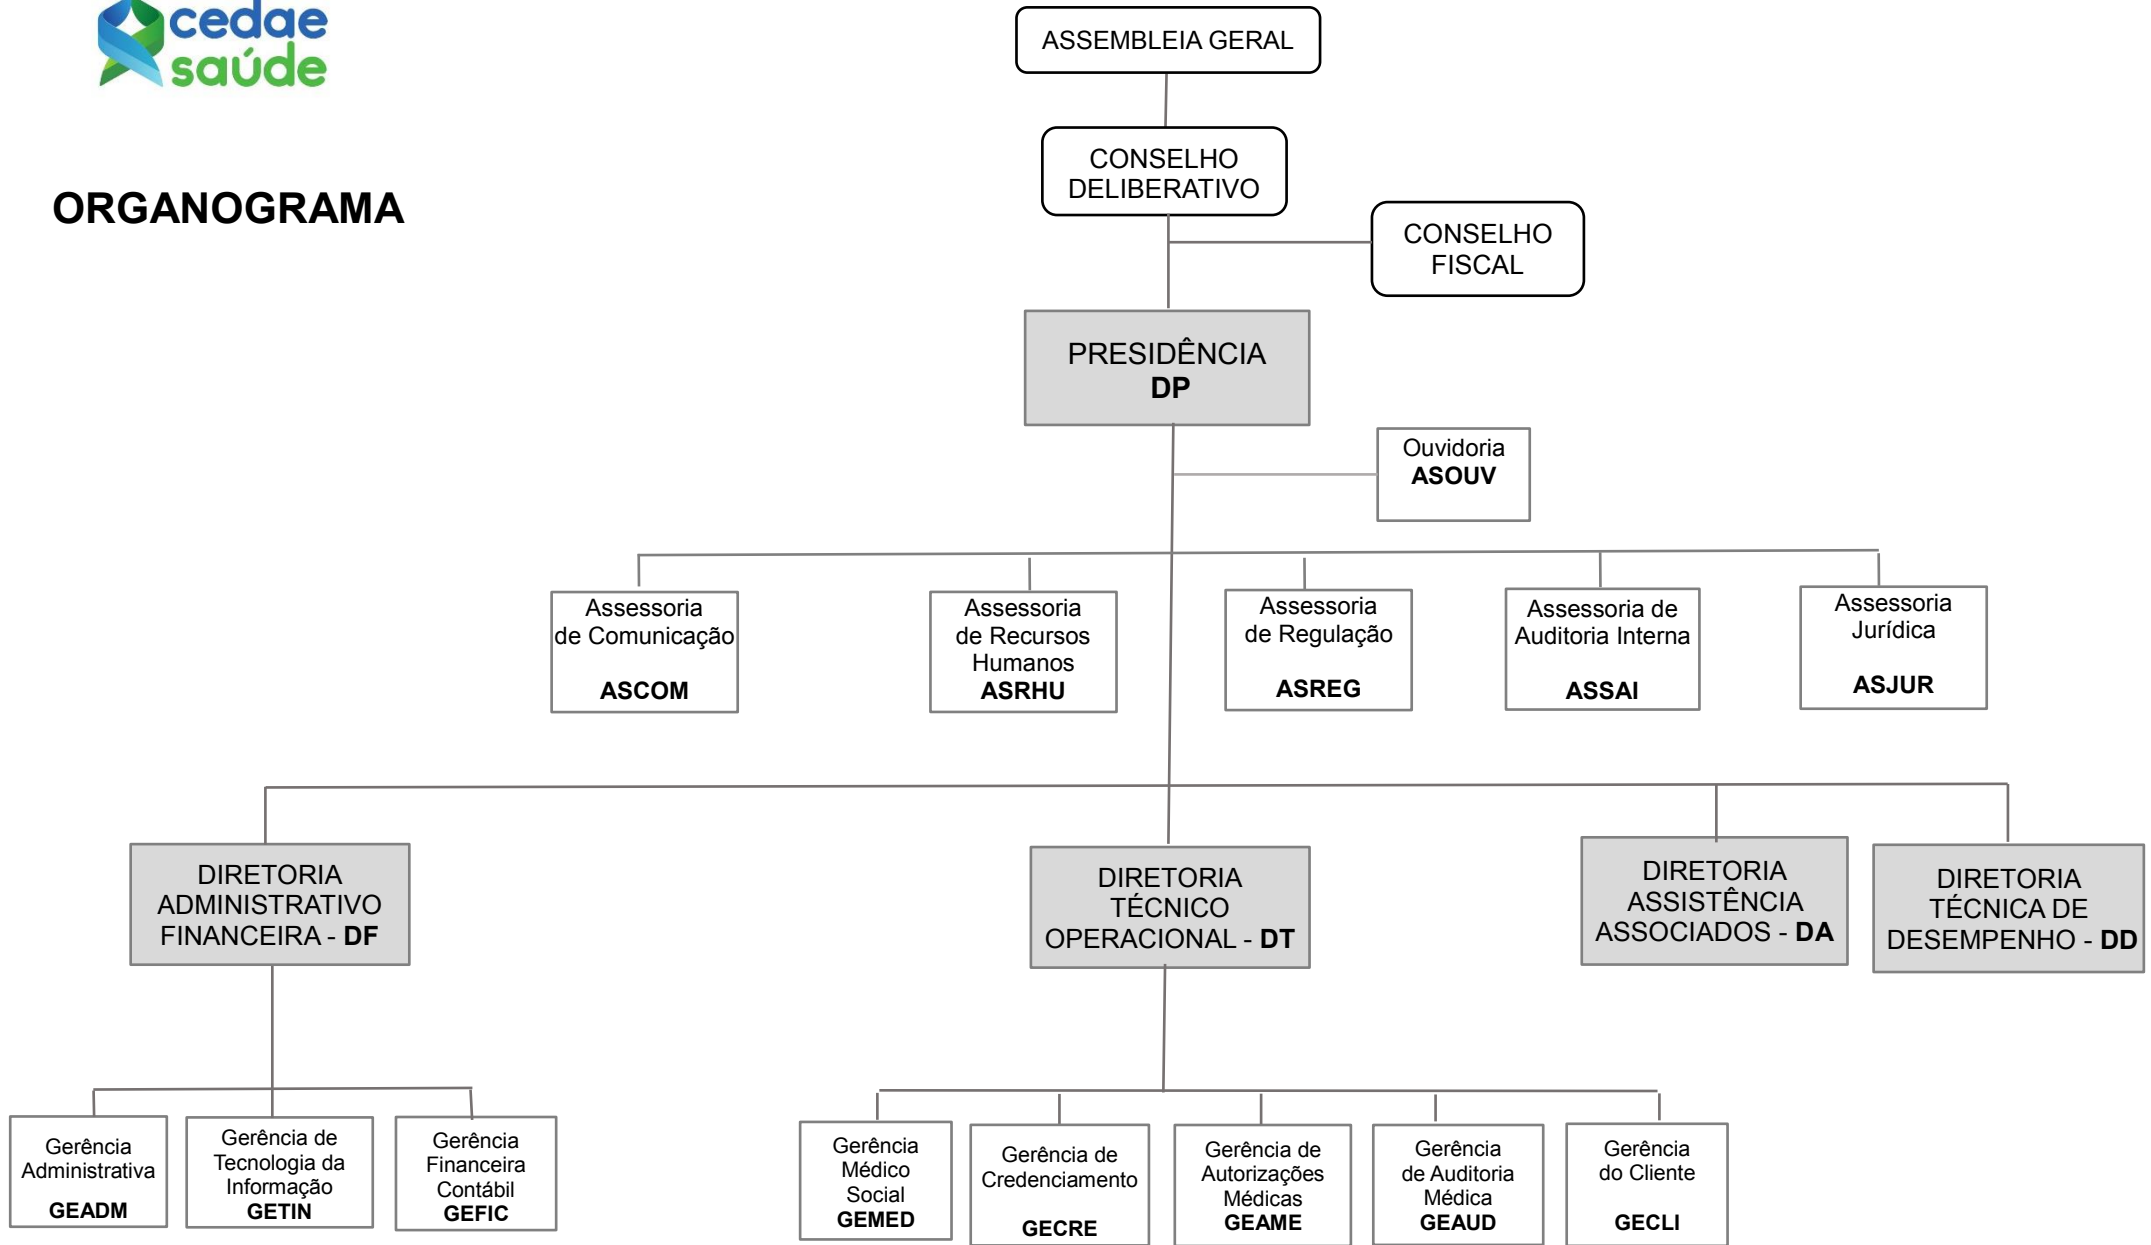 cedae
saúde
ORGANOGRAMA
ASSEMBLEIA GERAL
CONSELHO
DELIBERATIVO
CONSELHO
FISCAL
PRESIDÊNCIA
DP
Ouvidoria
ASOUV
Assessoria
de Comunicação
ASCOM
Assessoria
de Recursos
Humanos
ASRHU
Assessoria
de Regulação
ASREG
Assessoria de
Auditoria Interna
ASSAI
Assessoria
Jurídica
ASJUR
DIRETORIA
ADMINISTRATIVO
FINANCEIRA - DF
DIRETORIA
TÉCNICO
OPERACIONAL - DT
DIRETORIA
ASSISTÊNCIA
ASSOCIADOS - DA
DIRETORIA
TÉCNICA DE
DESEMPENHO - DD
Gerência
Administrativa
GEADM
Gerência de
Tecnologia da
Informação
GETIN
Gerência
Financeira
Contábil
GEFIC
Gerência
Médico
Social
GEMED
Gerência de
Credenciamento
GECRE
Gerência de
Autorizações
Médicas
GEAME
Gerência
de Auditoria
Médica
GEAUD
Gerência
do Cliente
GECLI